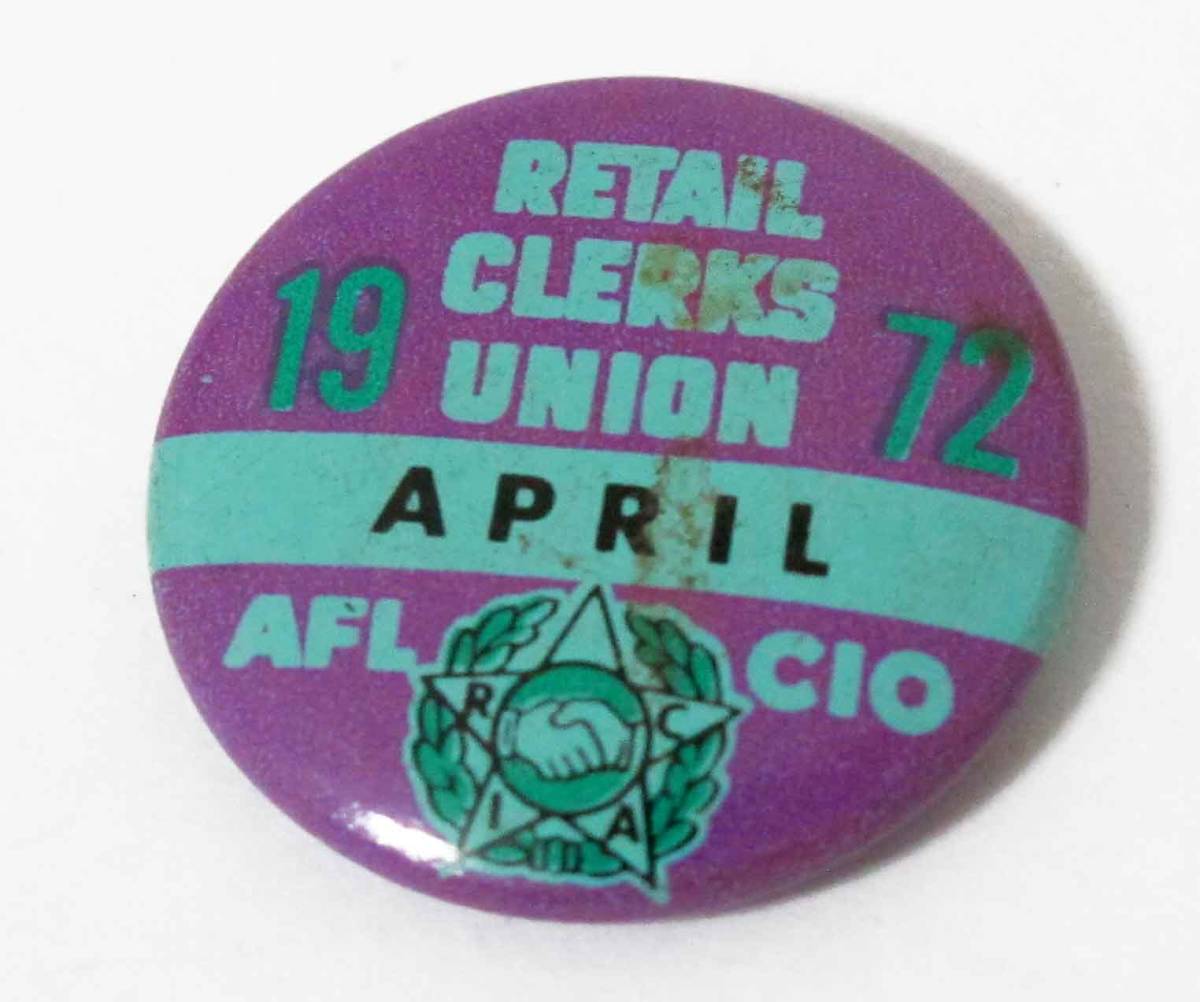 RETAIL
CLERKS
UNION
19 72
APRIL
AFL CIO
R C
I A